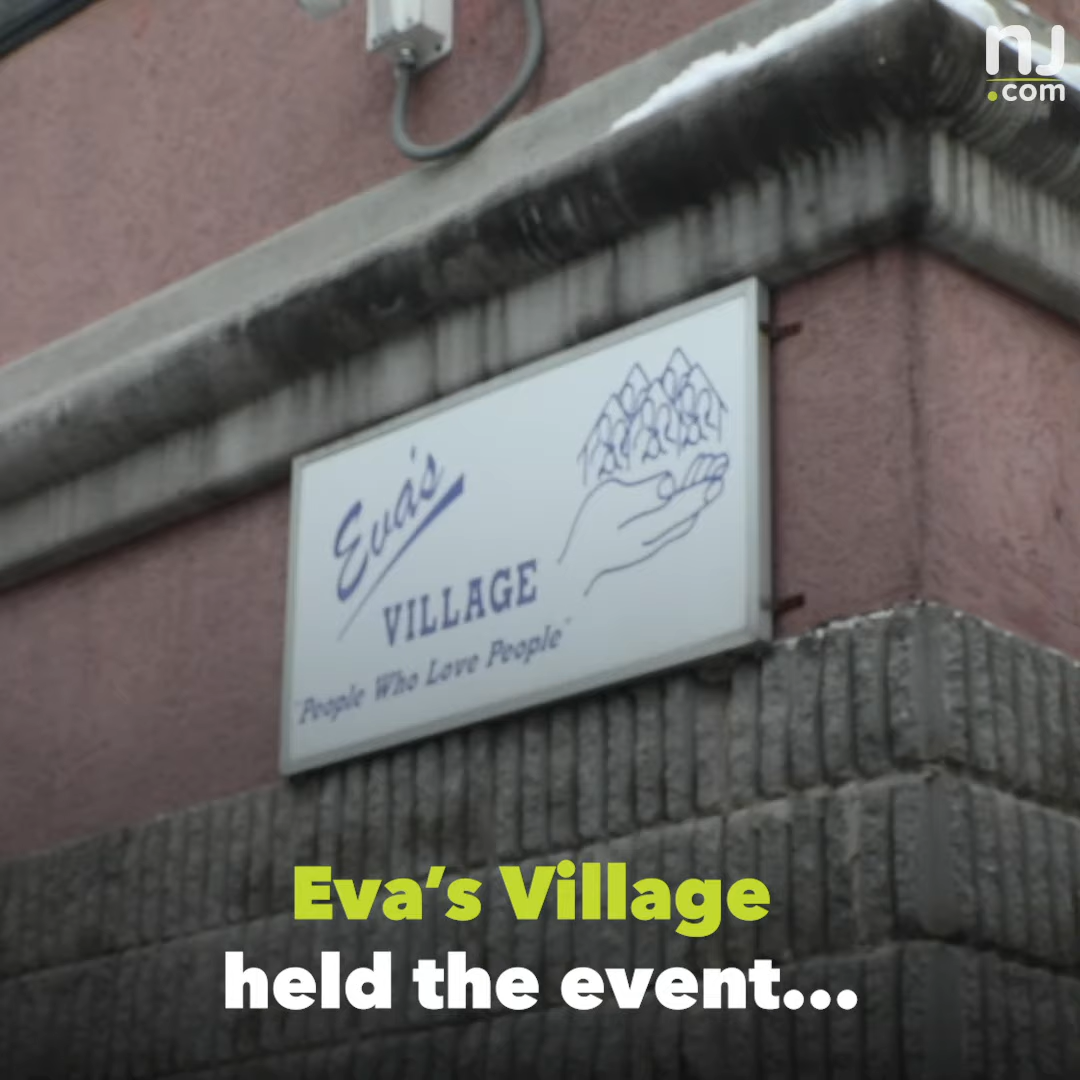 nj
.com
Eva's
VILLAGE
"People Who Love People"
Eva's Village
held the event...